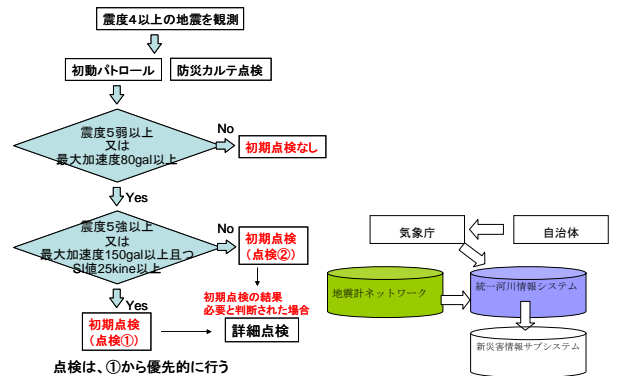 震度4以上の地震を観測
初動パトロール
防災カルテ点検
震度5弱以上
又は
最大加速度80gal以上
No
初期点検なし
Yes
震度5強以上
又は
最大加速度150gal以上且つ
SI値25kine以上
No
初期点検
(点検②)
Yes
初期点検の結果
必要と判断された場合
初期点検
(点検①)
詳細点検
点検は、①から優先的に行う
気象庁
自治体
地震計ネットワーク
統一河川情報システム
新災害情報サブシステム